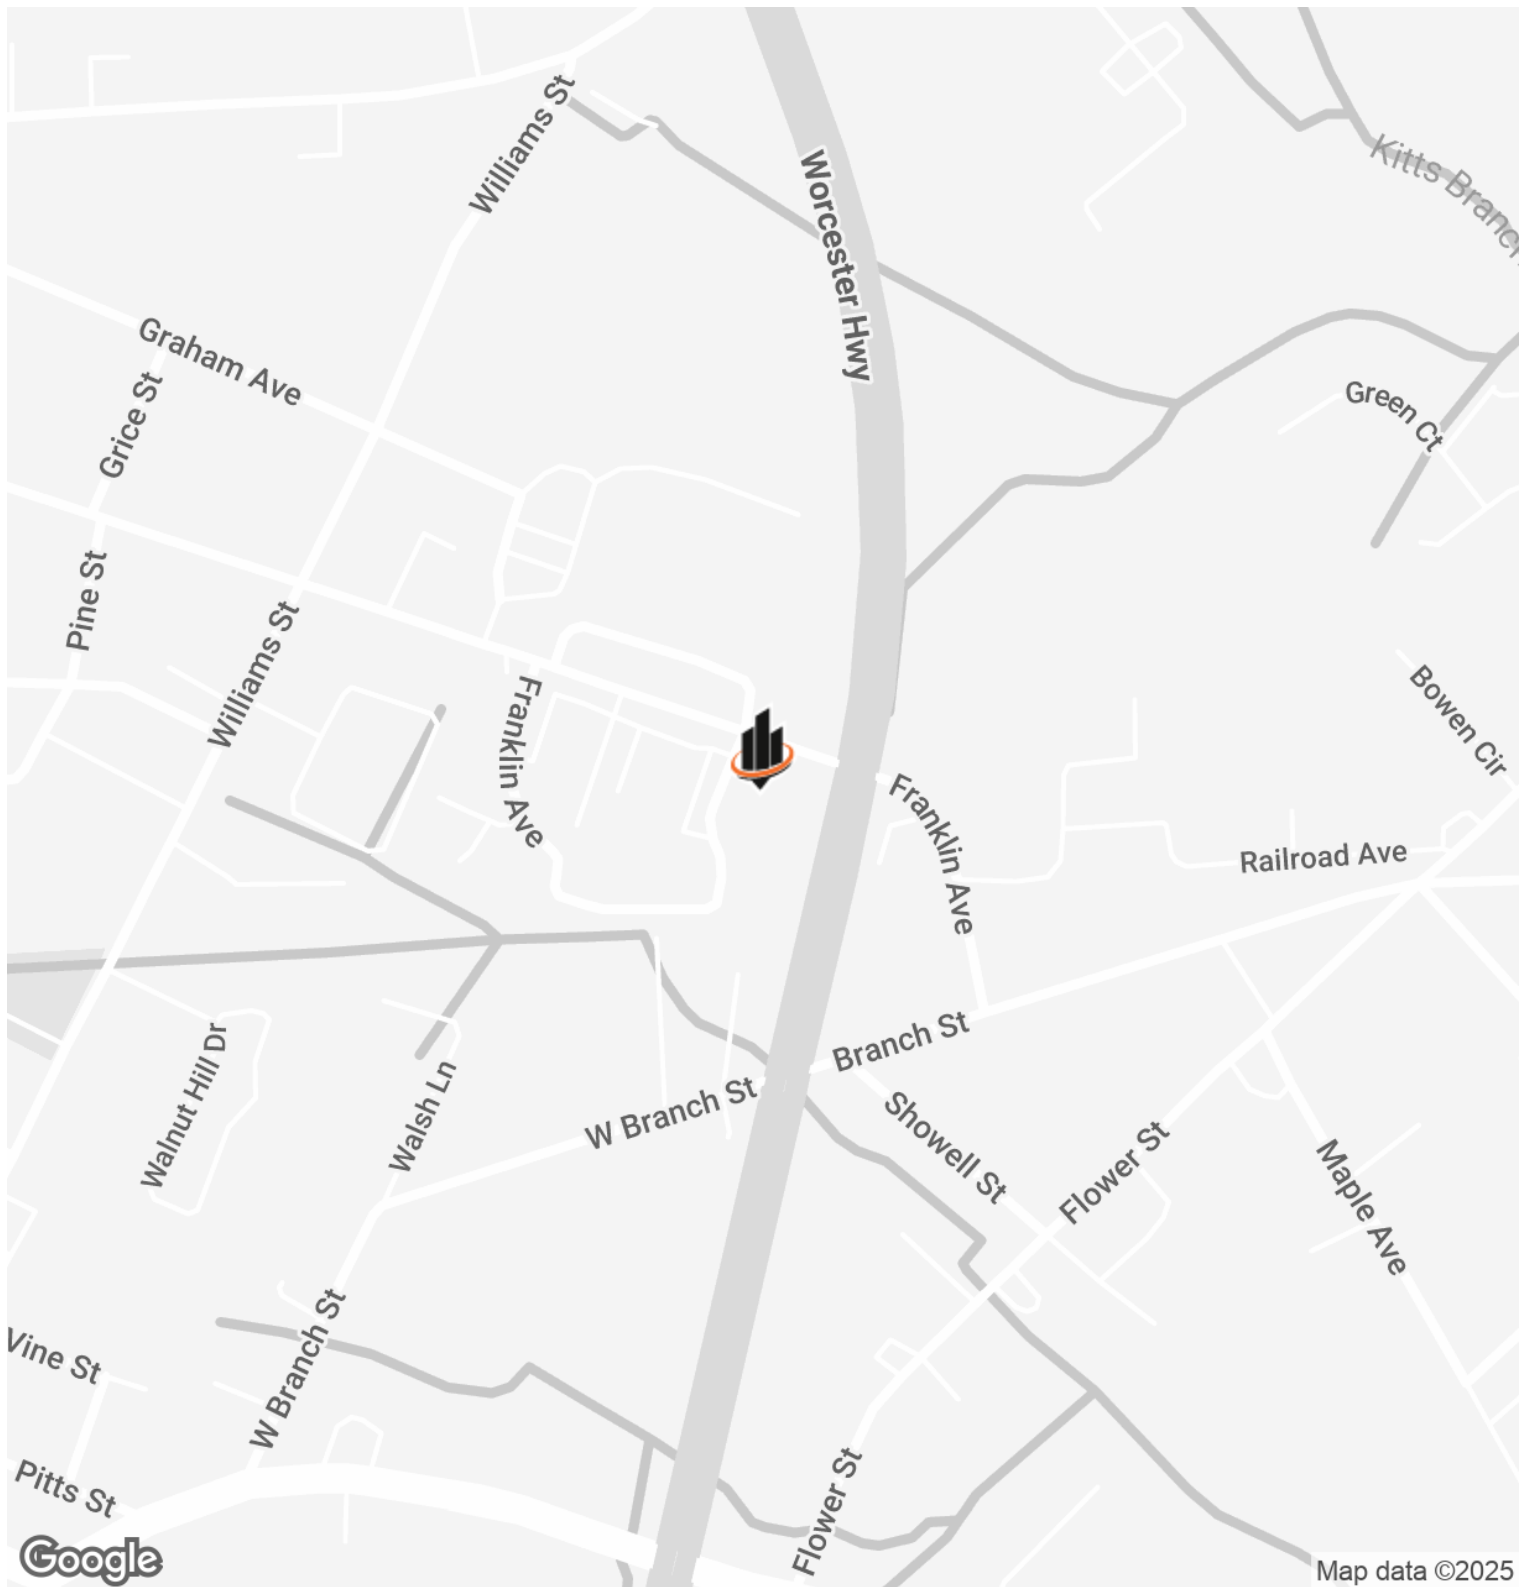 Williams St
Worcester Hwy
Kitts Branch
Graham Ave
Grice St
Green Ct
Pine St
Williams St
Franklin Ave
Bowen Cir
Franklin Ave
Railroad Ave
Branch St
Walnut Hill Dr
Walsh Ln
W Branch St
Showell St
Flower St
Maple Ave
W Branch St
Vine St
Pitts St
Flower St
Google
Map data ©2025